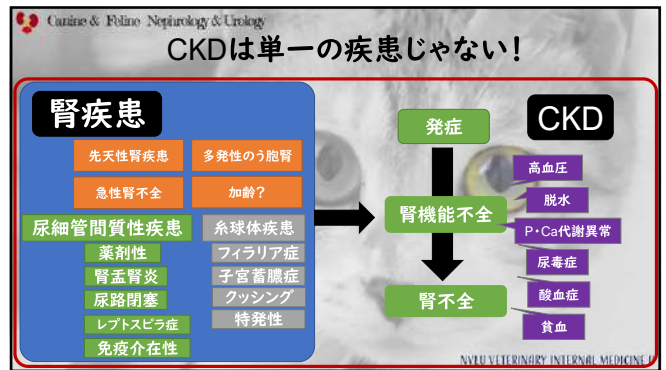 Canine & Feline Nephrology & Urology
CKDは単一の疾患じゃない!
腎疾患
先天性腎疾患
多発性のう胞腎
急性腎不全
加齢?
尿細管間質性疾患
薬剤性
腎盂腎炎
尿路閉塞
レプトスピラ症
免疫介在性
糸球体疾患
フィラリア症
子宮蓄膿症
クッシング
特発性
CKD
発症
腎機能不全
腎不全
高血圧
脱水
P・Ca代謝異常
尿毒症
酸血症
貧血
NVLU VETERINARY INTERNAL MEDICINE II